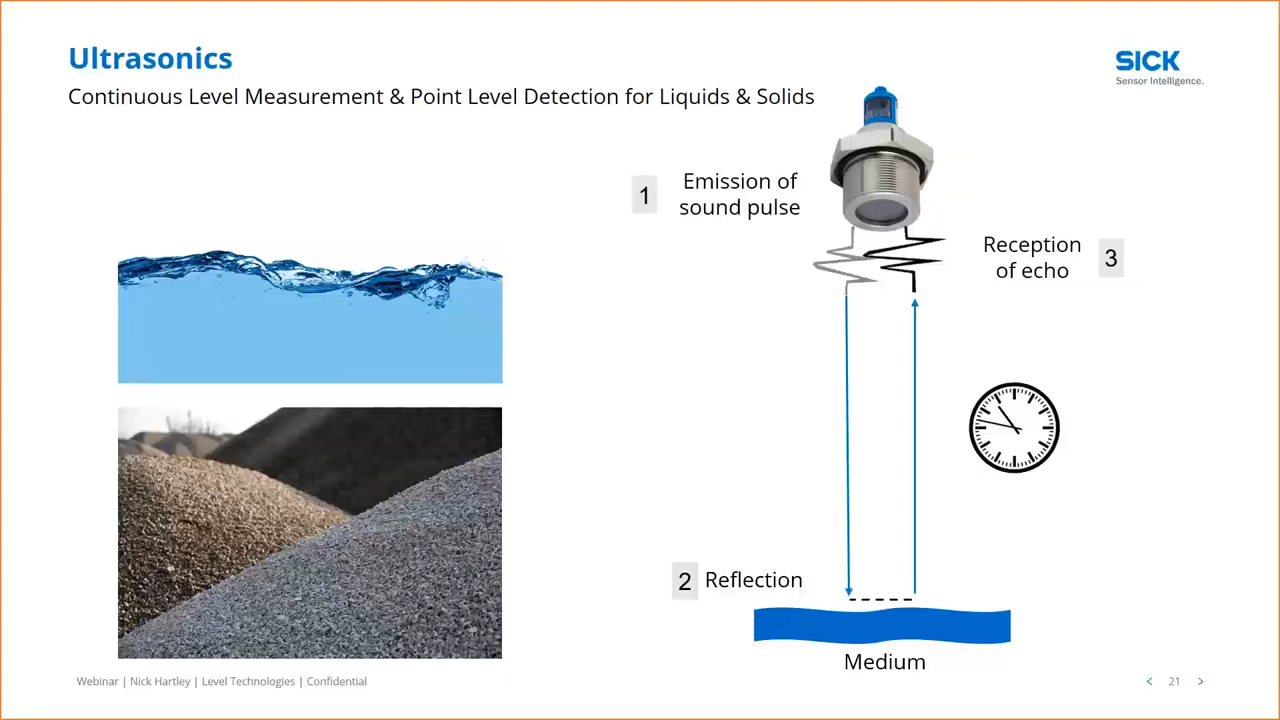 Ultrasonics
SICK
Sensor Intelligence.
Continuous Level Measurement & Point Level Detection for Liquids & Solids
1
Emission of
sound pulse
Reception
of echo
3
2
Reflection
Medium
Webinar | Nick Hartley | Level Technologies | Confidential
< 21 >